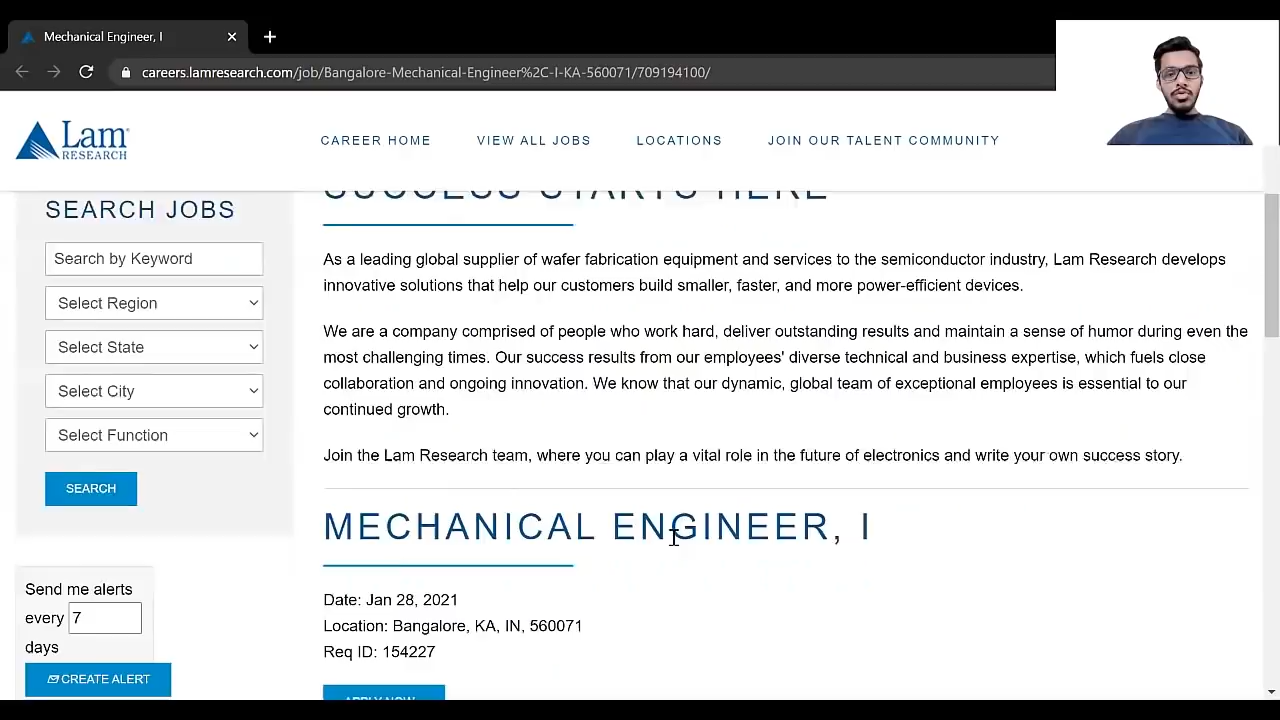 Mechanical Engineer, I
careers.lamresearch.com/job/Bangalore-Mechanical-Engineer%2C-I-KA-560071/709194100/
Lam
RESEARCH
CAREER HOME
VIEW ALL JOBS
LOCATIONS
JOIN OUR TALENT COMMUNITY
SEARCH JOBS
Search by Keyword
Select Region
Select State
Select City
Select Function
SEARCH
Send me alerts
every 7
days
CREATE ALERT
SUCCESS STARTS HERE
As a leading global supplier of wafer fabrication equipment and services to the semiconductor industry, Lam Research develops
innovative solutions that help our customers build smaller, faster, and more power-efficient devices.
We are a company comprised of people who work hard, deliver outstanding results and maintain a sense of humor during even the
most challenging times. Our success results from our employees' diverse technical and business expertise, which fuels close
collaboration and ongoing innovation. We know that our dynamic, global team of exceptional employees is essential to our
continued growth.
Join the Lam Research team, where you can play a vital role in the future of electronics and write your own success story.
MECHANICAL ENGINEER, I
Date: Jan 28, 2021
Location: Bangalore, KA, IN, 560071
Req ID: 154227
APPLY NOW